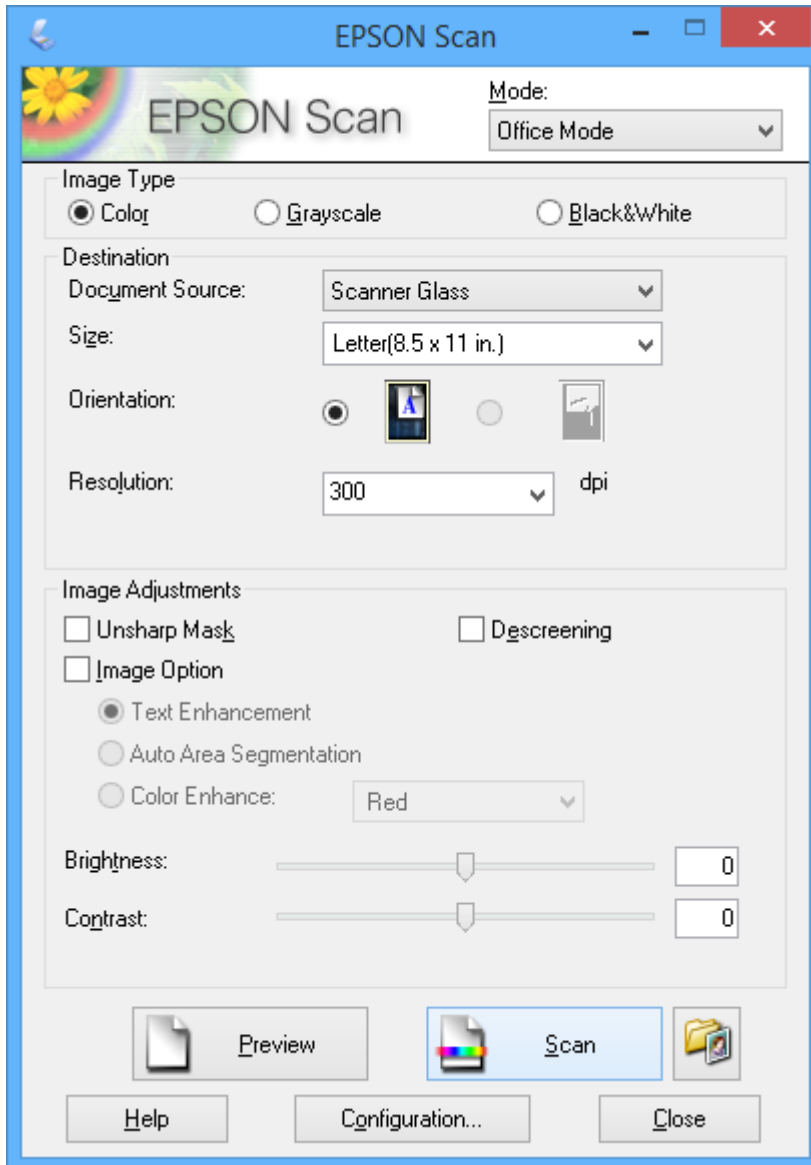 EPSON Scan
EPSON Scan
Mode:
Office Mode
Image Type
Color Grayscale Black&White
Destination
Document Source: Scanner Glass
Size: Letter(8.5 x 11 in.)
Orientation: A
Resolution: 300 dpi
Image Adjustments
Unsharp Mask Descreening
Image Option
Text Enhancement
Auto Area Segmentation
Color Enhance: Red
Brightness: 0
Contrast: 0
Preview Scan
Help Configuration... Close